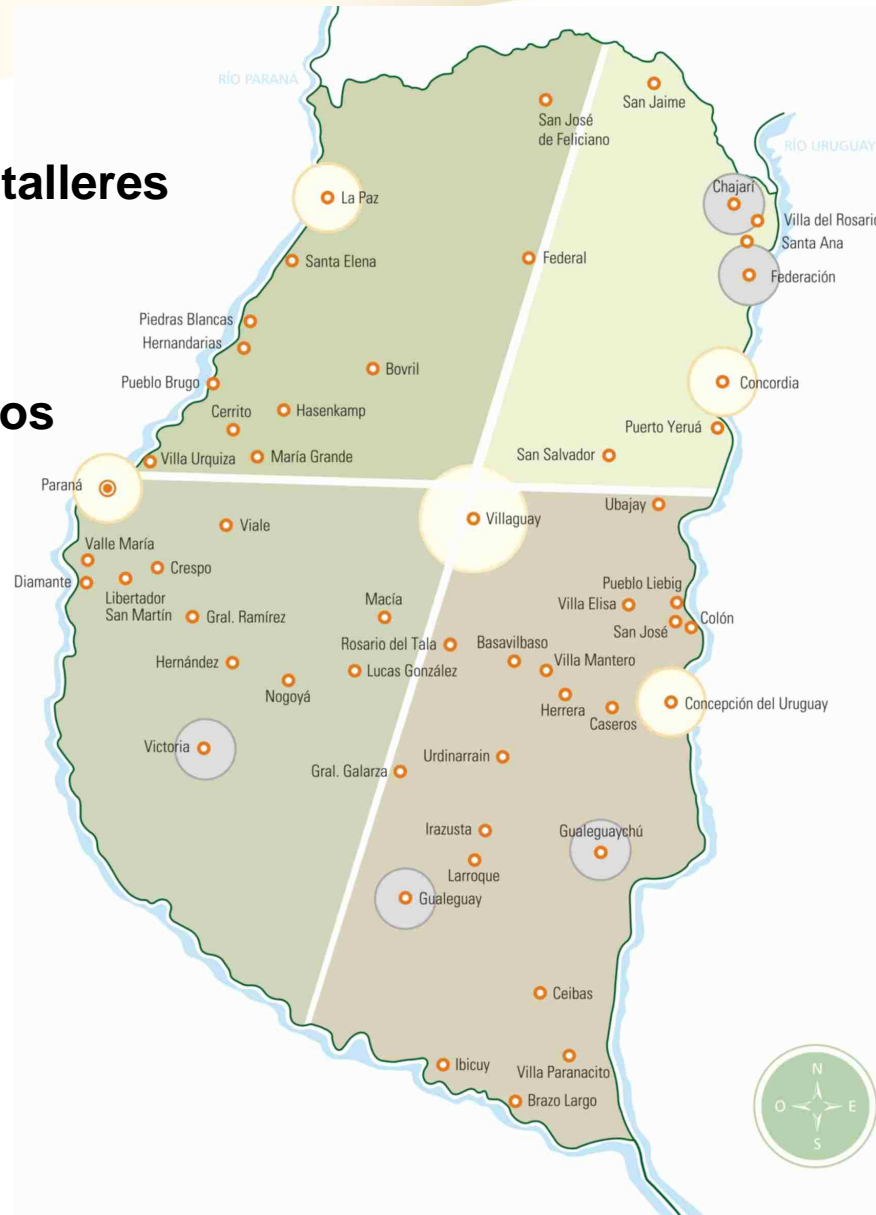 RÍO PARANÁ
San José
de Feliciano
San Jaime
RÍO URUGUAY
talleres
La Paz
Chajarí
Villa del Rosario
Santa Ana
Santa Elena
Federal
Federación
Piedras Blancas
Hernandarias
Pueblo Brugo
Bovril
Concordia
os
Cerrito
Hasenkamp
Puerto Yeruá
Villa Urquiza
María Grande
San Salvador
Paraná
Villaguay
Ubajay
Viale
Valle María
Crespo
Diamante
Libertador
San Martín
Gral. Ramírez
Macía
Pueblo Liebig
Villa Elisa
San José
Colón
Rosario del Tala
Basavilbaso
Villa Mantero
Hernández
Lucas González
Nogoyá
Herrera
Caseros
Concepción del Uruguay
Victoria
Urdinarrain
Gral. Galarza
Irazusta
Gualeguaychú
Larroque
Gualeguay
Ceibas
Ibicuy
Villa Paranacito
Brazo Largo
N
O
E
S